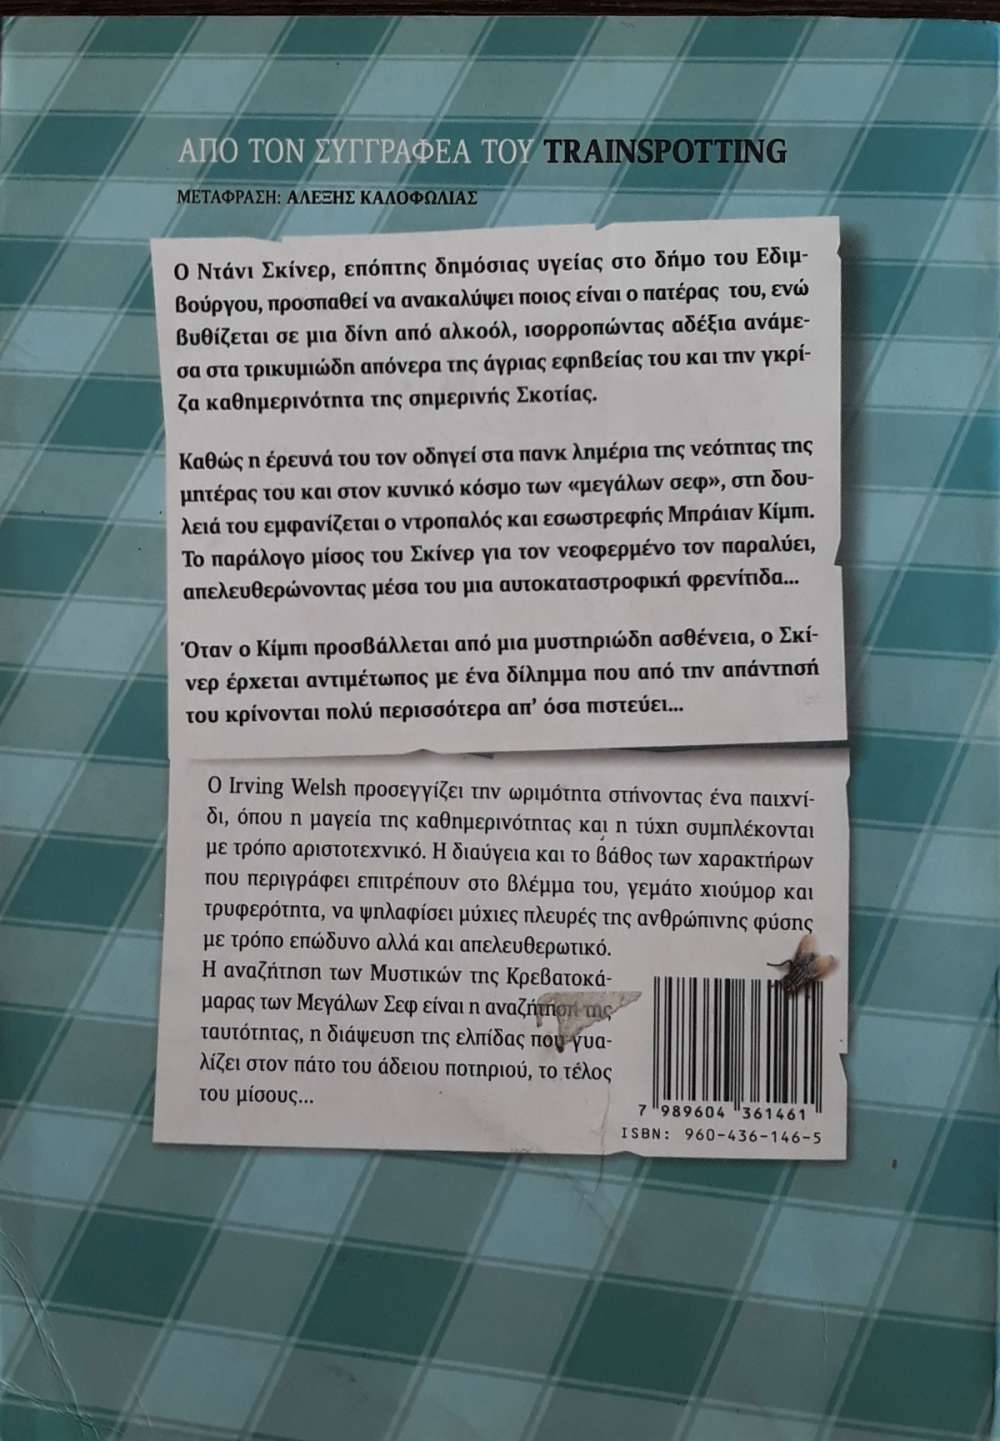 ΑΠΟ ΤΟΝ ΣΥΓΓΡΑΦΕΑ ΤΟΥ TRAINSPOTTING
ΜΕΤΑΦΡΑΣΗ: ΑΛΕΞΗΣ ΚΑΛΟΦΩΛΙΑΣ
Ο Ντάνι Σκίνερ, επόπτης δημόσιας υγείας στο δήμο του Εδιμ-
βούργου, προσπαθεί να ανακαλύψει ποιος είναι ο πατέρας του, ενώ
βυθίζεται σε μια δίνη από αλκοόλ, ισορροπώντας αδέξια ανάμε-
σα στα τρικυμιώδη απόνερα της άγριας εφηβείας του και την γκρί-
ζα καθημερινότητα της σημερινής Σκοτίας.
Καθώς η έρευνά του τον οδηγεί στα πανκ λημέρια της νεότητας της
μητέρας του και στον κυνικό κόσμο των «μεγάλων σεφ», στη δου-
λειά του εμφανίζεται ο ντροπαλός και εσωστρεφής Μπράιαν Κίμπι.
Το παράλογο μίσος του Σκίνερ για τον νεοφερμένο τον παραλύει,
απελευθερώνοντας μέσα του μια αυτοκαταστροφική φρενίτιδα...
Όταν ο Κίμπι προσβάλλεται από μια μυστηριώδη ασθένεια, ο Σκί-
νερ έρχεται αντιμέτωπος με ένα δίλημμα που από την απάντησή
του κρίνονται πολύ περισσότερα απ' όσα πιστεύει...
Ο Irving Welsh προσεγγίζει την ωριμότητα στήνοντας ένα παιχνί-
δι, όπου η μαγεία της καθημερινότητας και η τύχη συμπλέκονται
με τρόπο αριστοτεχνικό. Η διαύγεια και το βάθος των χαρακτήρων
που περιγράφει επιτρέπουν στο βλέμμα του, γεμάτο χιούμορ και
τρυφερότητα, να ψηλαφίσει μύχιες πλευρές της ανθρώπινης φύσης
με τρόπο επώδυνο αλλά και απελευθερωτικό.
Η αναζήτηση των Μυστικών της Κρεβατοκά-
μαρας των Μεγάλων Σεφ είναι η αναζήτηση της
ταυτότητας, η διάψευση της ελπίδας που γυα-
λίζει στον πάτο του άδειου ποτηριού, το τέλος
του μίσους...
7 989604 361461
ISBN: 960-436-146-5